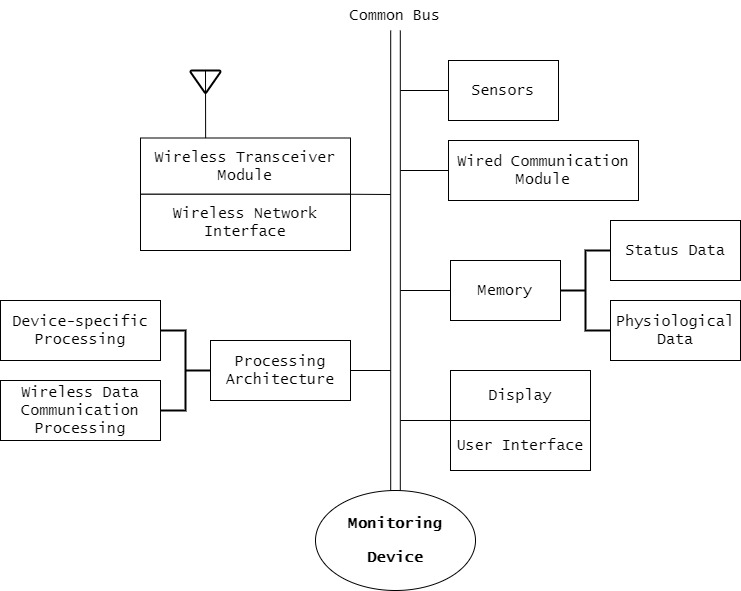 Common Bus
Sensors
Wireless Transceiver
Module
Wireless Network
Interface
Wired Communication
Module
Status Data
Memory
Physiological
Data
Device-specific
Processing
Processing
Architecture
Wireless Data
Communication
Processing
Display
User Interface
Monitoring
Device